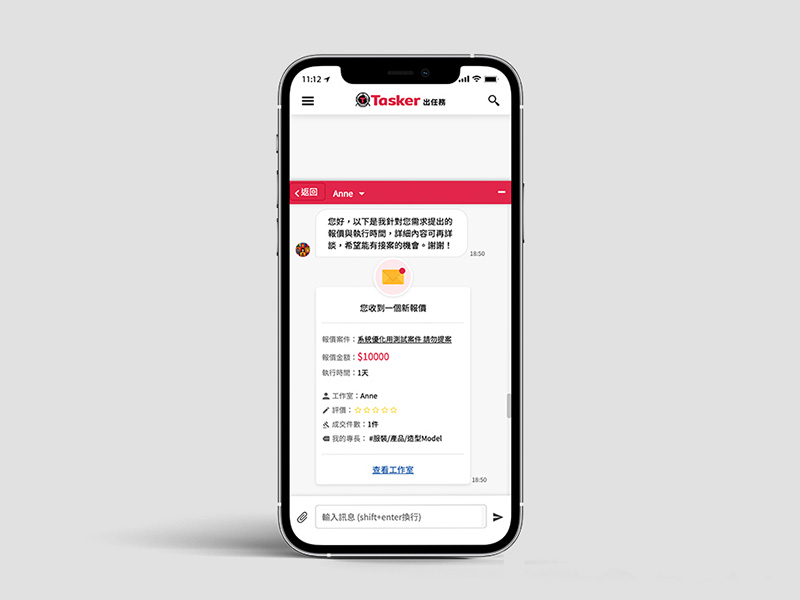 11:12
Tasker 出任務
返回 Anne
您好，以下是我針對您需求提出的
報價與執行時間，詳細內容可再詳
談，希望能有接案的機會。謝謝！
18:50
您收到一個新報價
報價案件：系統優化用測試案件 請勿提案
報價金額：$10000
執行時間：1天
工作室：Anne
評價：
成交件數：1件
我的專長： #服裝/產品/造型Model
查看工作室
18:50
輸入訊息 (shift+enter換行)